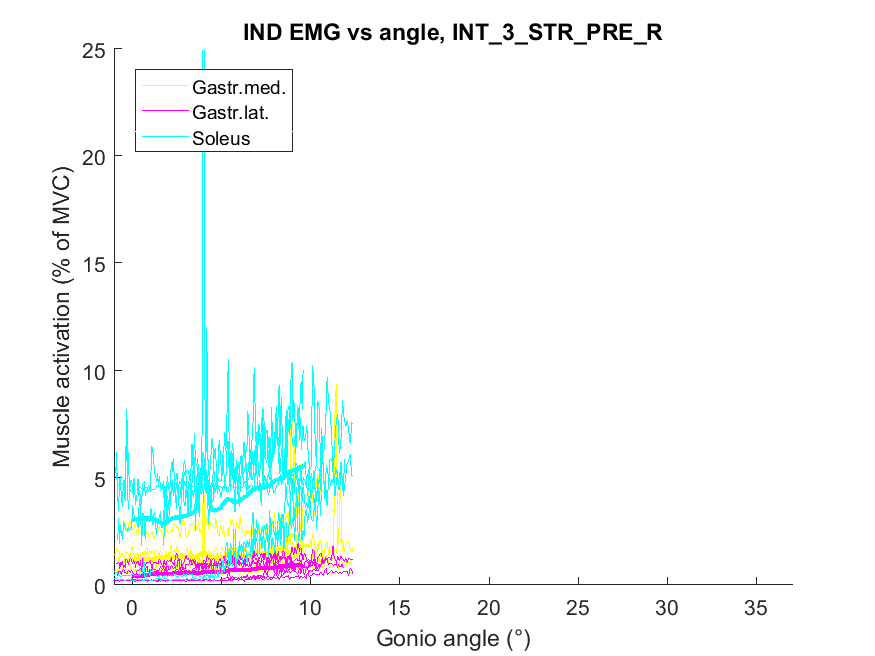 IND EMG vs angle, INT_3_STR_PRE_R
25
20
15
10
5
0
Muscle activation (% of MVC)
Gastr.med.
Gastr.lat.
Soleus
0 5 10 15 20 25 30 35
Gonio angle (°)